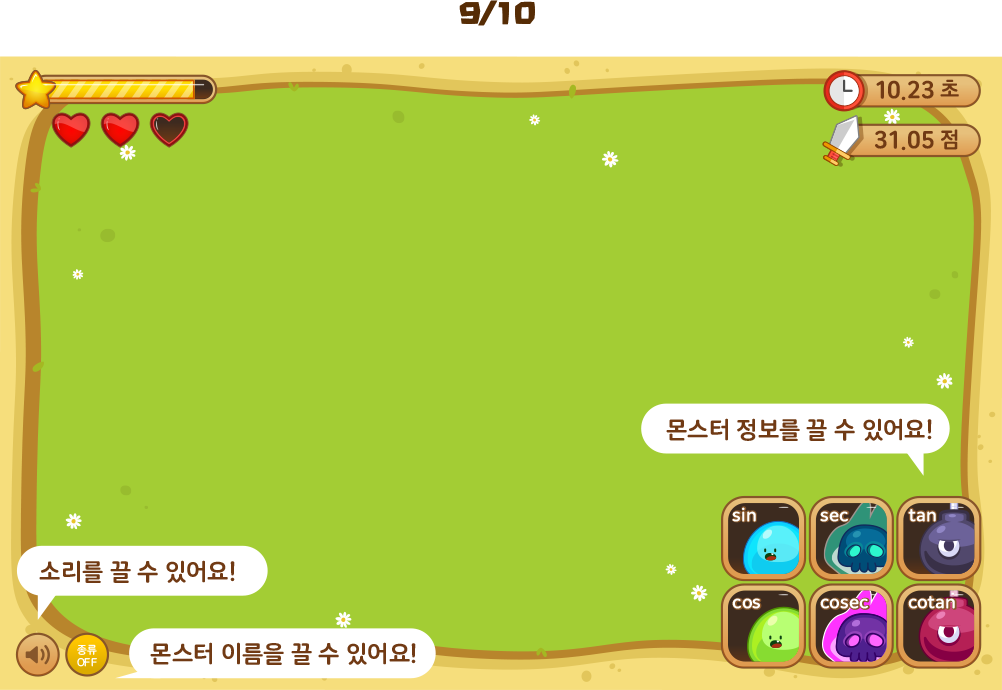 9/10
10.23 초
31.05 점
몬스터 정보를 끌 수 있어요!
sin
sec
tan
cos
cosec
cotan
소리를 끌 수 있어요!
종류
OFF
몬스터 이름을 끌 수 있어요!